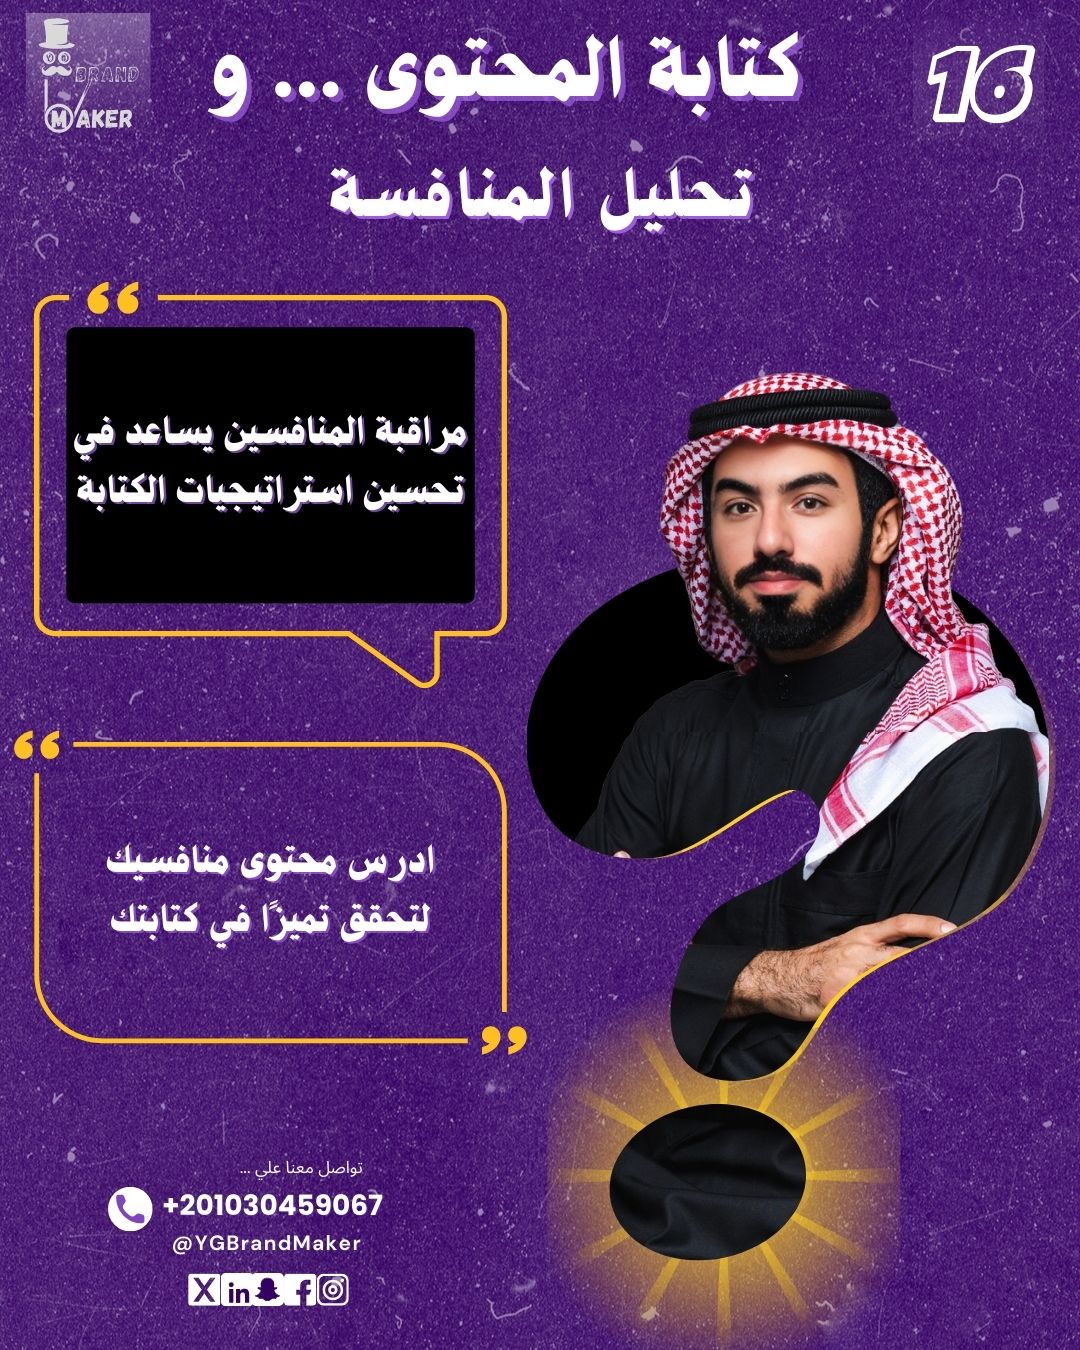 BRAND
MAKER
16
كتابة المحتوى ... و
تحليل المنافسة
مراقبة المنافسين يساعد في
تحسين استراتيجيات الكتابة
ادرس محتوى منافسيك
لتحقق تميزًا في كتابتك
تواصل معنا علي ...
+201030459067
@YGBrandMaker